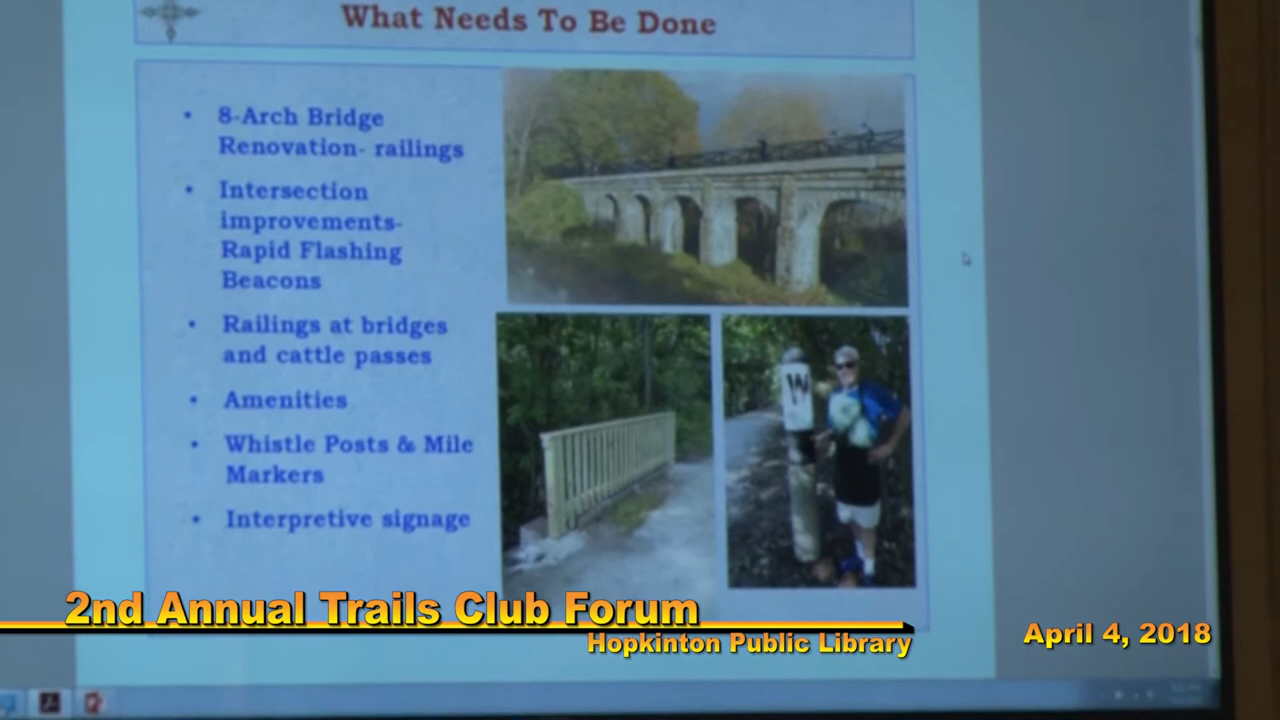 What Needs To Be Done
• 8-Arch Bridge
Renovation- railings
• Intersection
improvements-
Rapid Flashing
Beacons
• Railings at bridges
and cattle passes
• Amenities
• Whistle Posts & Mile
Markers
• Interpretive signage
W
2nd Annual Trails Club Forum
Hopkinton Public Library
April 4, 2018